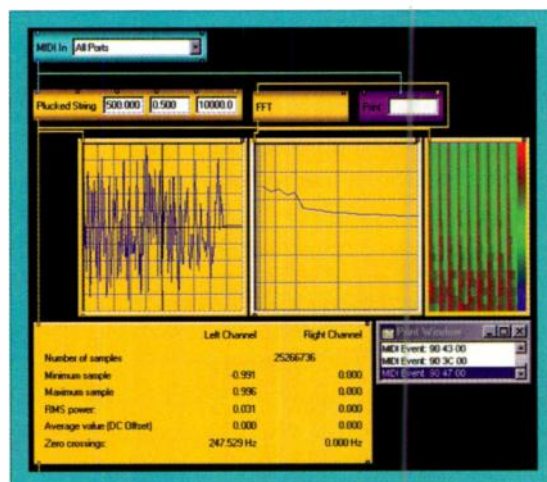 MIDI In All Ports
Plucked String 500.000 0.500 10000.0 FFT Print
Print Window
MIDI Event: 90 43 00
MIDI Event: 90 3C 00
MIDI Event: 90 47 00
Left Channel Right Channel
Number of samples 25266736
Minimum sample -0.991 0.000
Maximum sample 0.996 0.000
RMS power: 0.031 0.000
Average value (DC Offset) 0.000 0.000
Zero crossings: 247.529 Hz 0.000 Hz